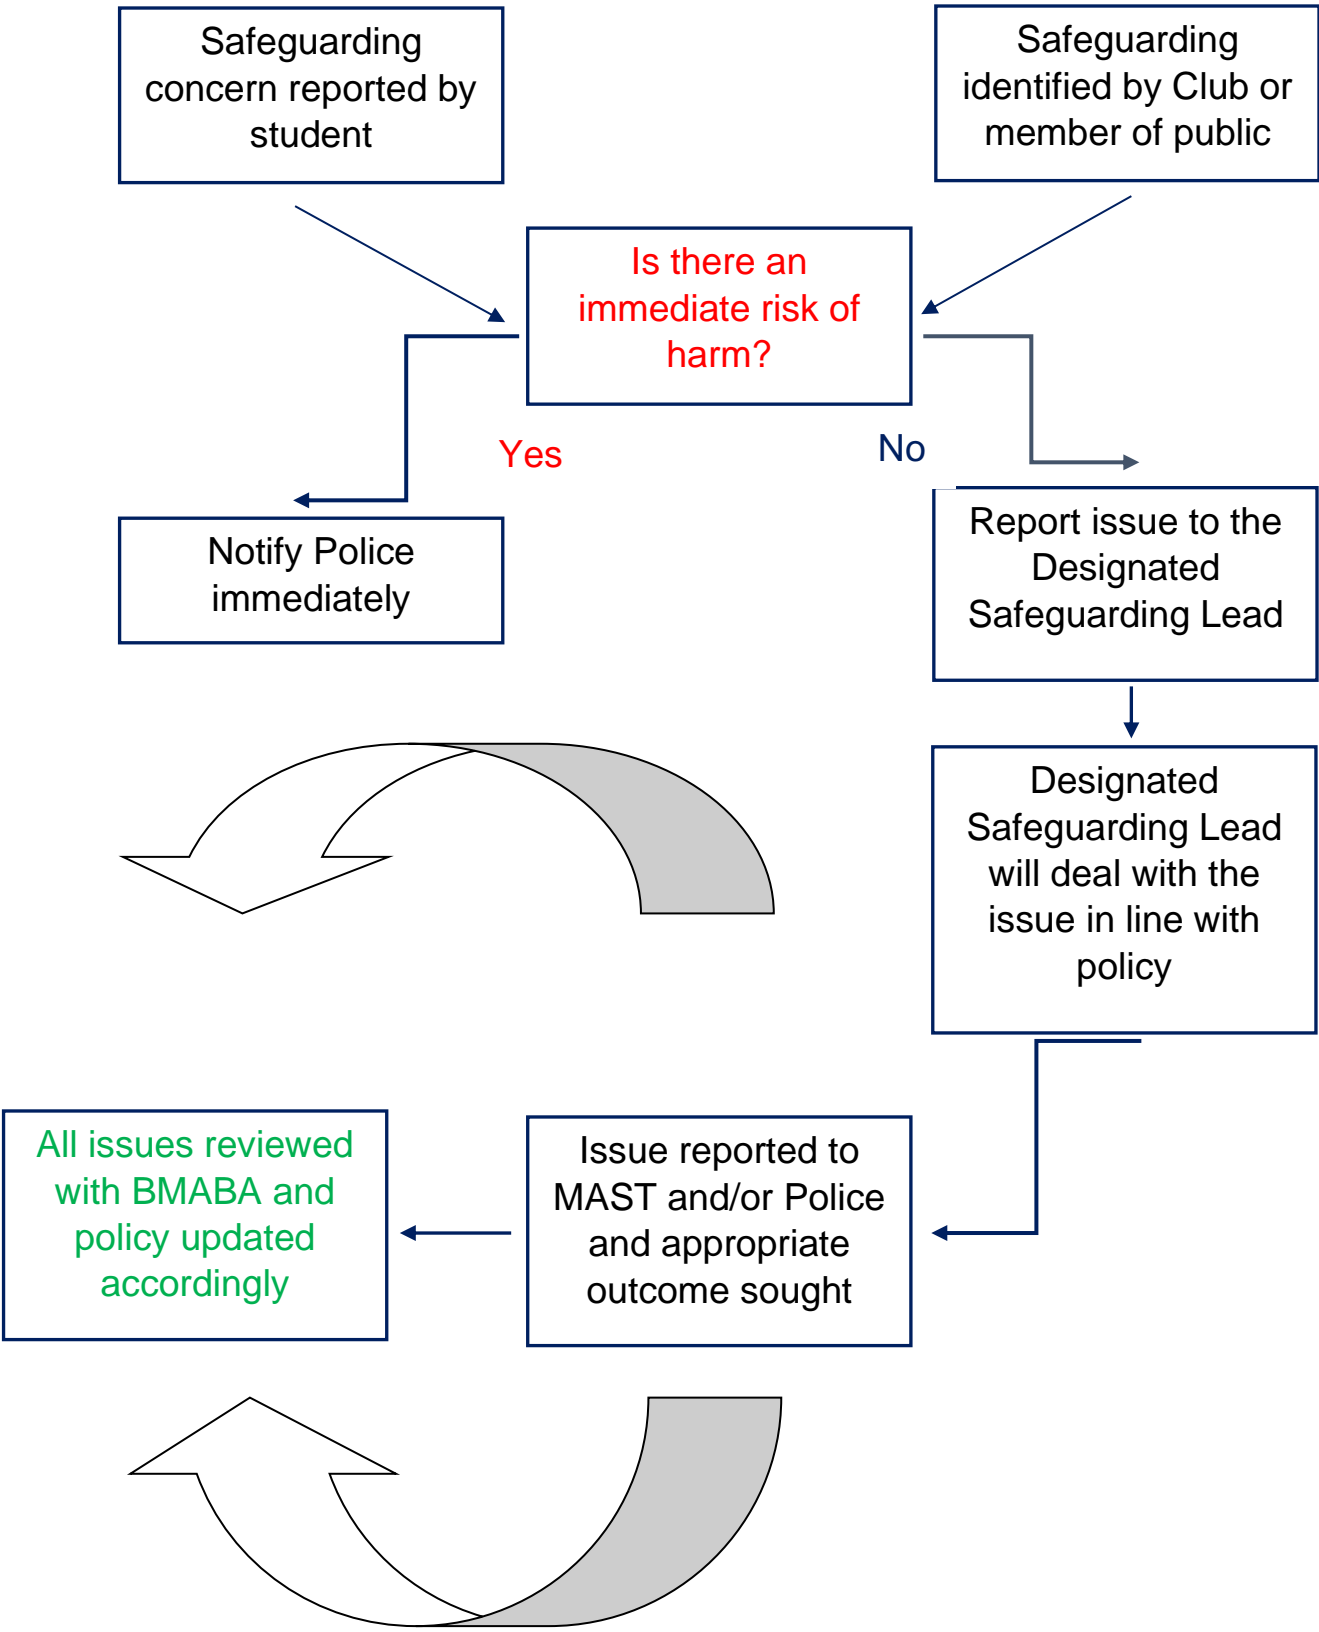 Safeguarding
concern reported by
student
Safeguarding
identified by Club or
member of public
Is there an
immediate risk of
harm?
Yes
No
Notify Police
immediately
Report issue to the
Designated
Safeguarding Lead
Designated
Safeguarding Lead
will deal with the
issue in line with
policy
All issues reviewed
with BMABA and
policy updated
accordingly
Issue reported to
MAST and/or Police
and appropriate
outcome sought